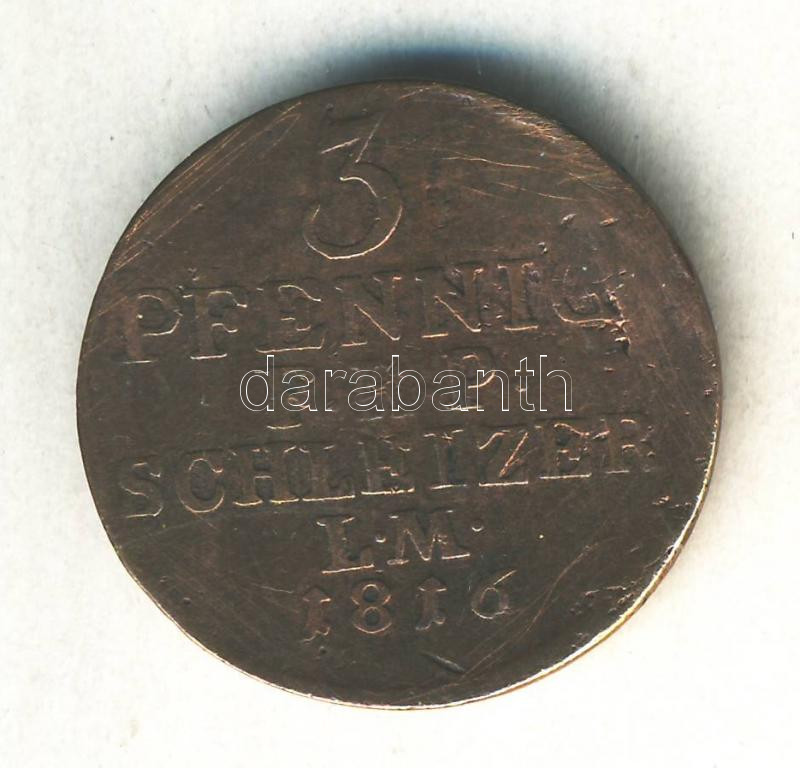 3
PFENNIG
R.P.
SCHLEIZER
L·M·
1816
darabanth